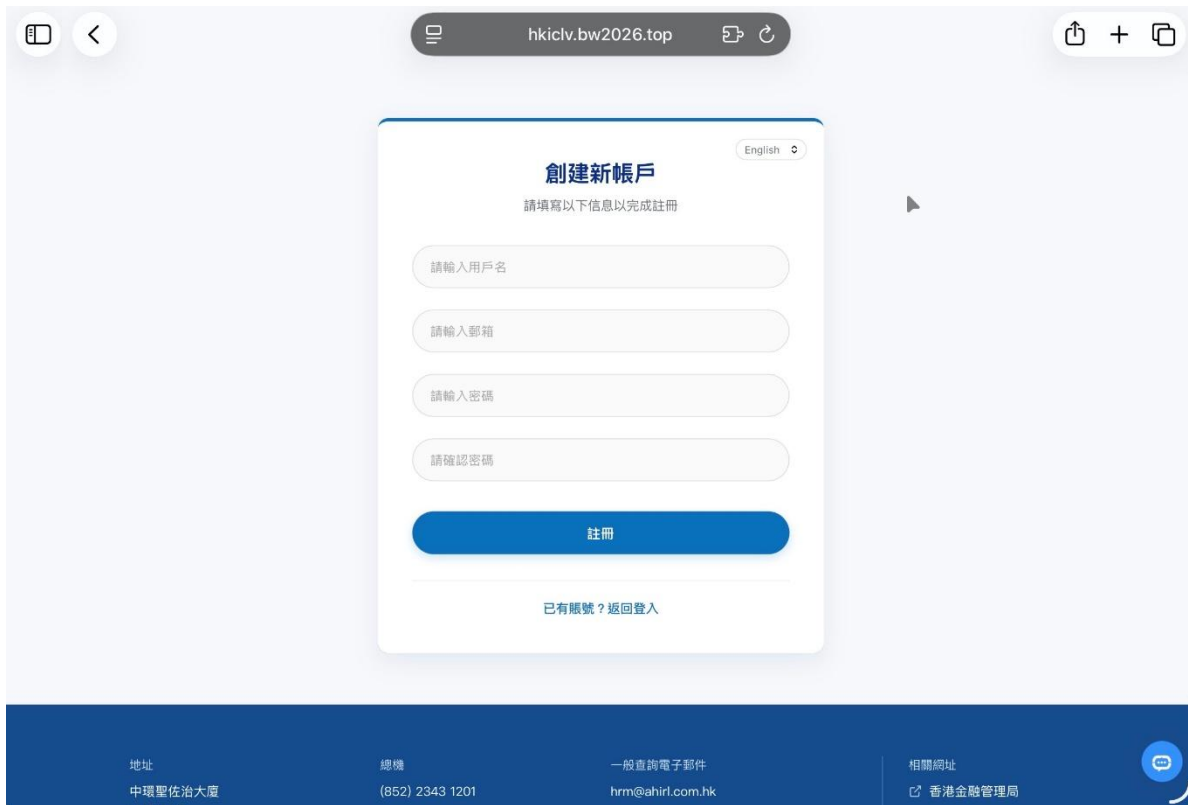 hkiclv.bw2026.top
English
創建新帳戶
請填寫以下信息以完成註冊
請輸入用戶名
請輸入郵箱
請輸入密碼
請確認密碼
註冊
已有賬號？返回登入
地址
中環聖佐治大廈
總機
(852) 2343 1201
一般查詢電子郵件
hrm@ahirl.com.hk
相關網址
香港金融管理局